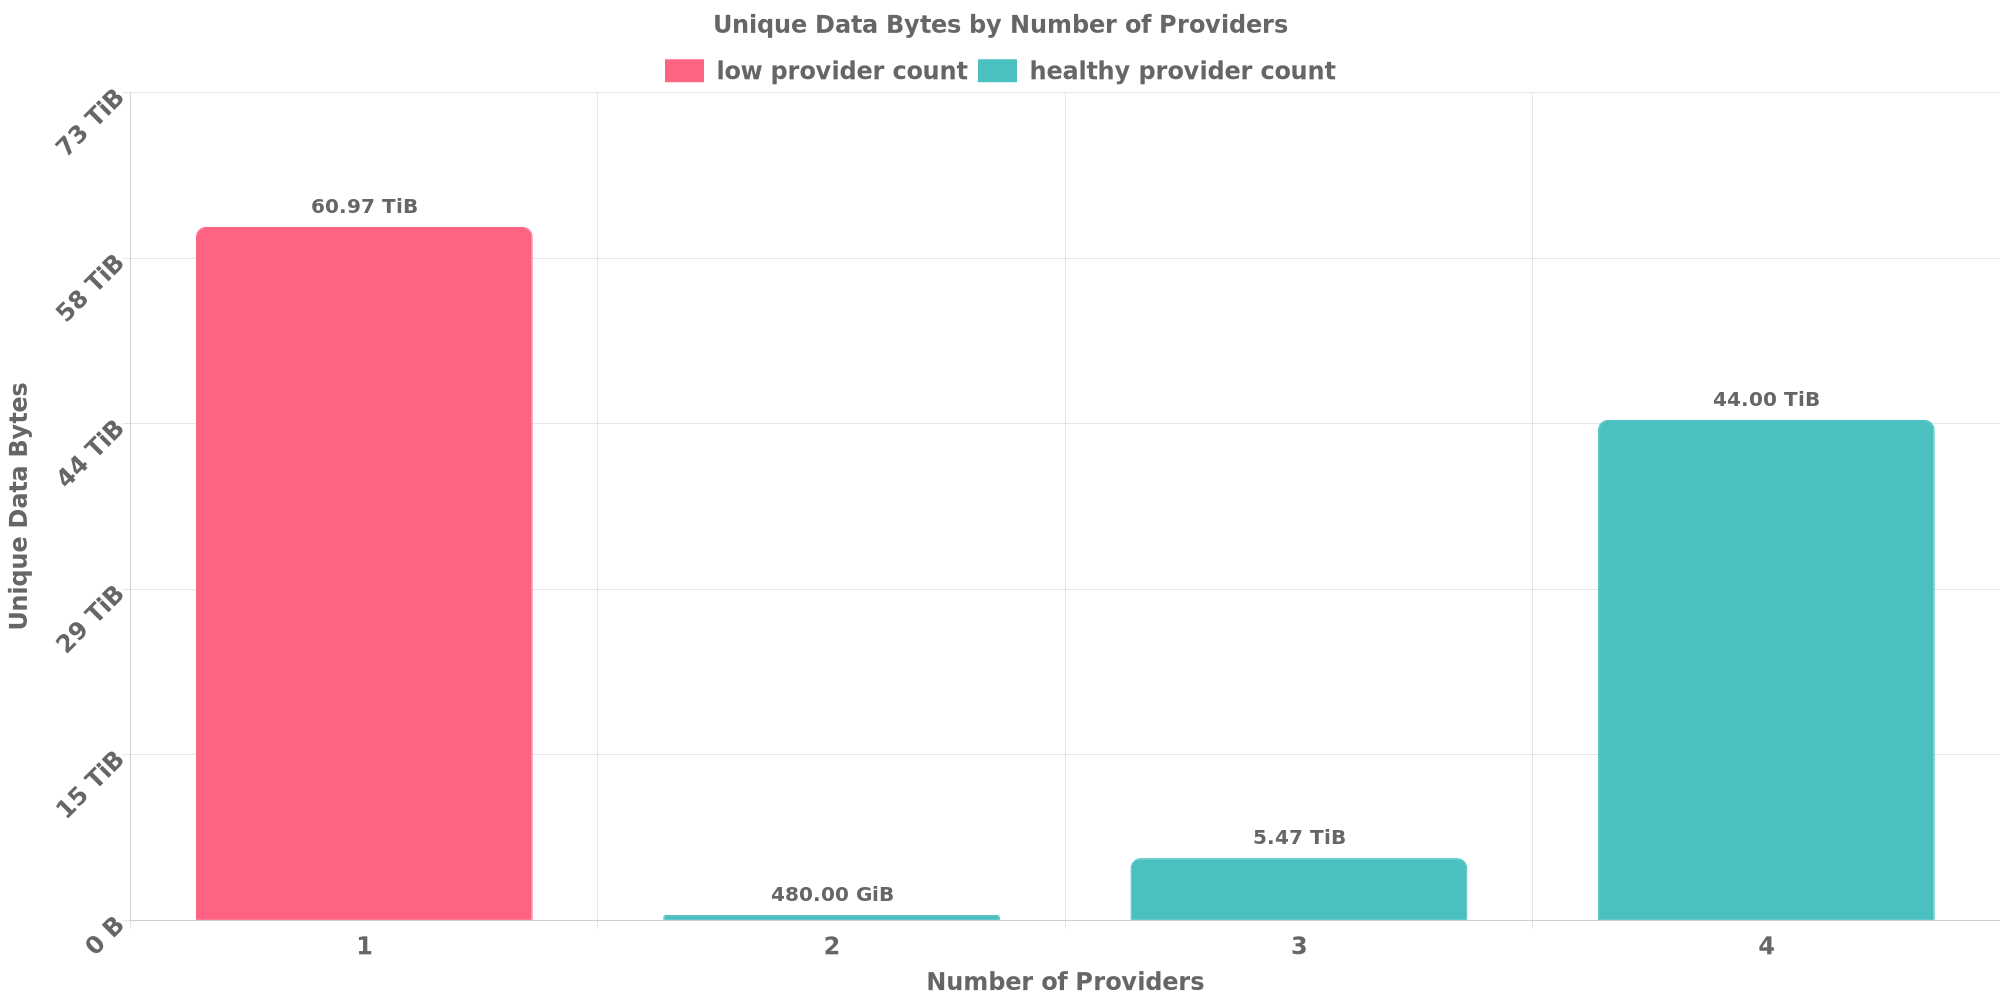 Unique Data Bytes by Number of Providers
low provider count healthy provider count
73 TiB
58 TiB
44 TiB
29 TiB
15 TiB
0 B
Unique Data Bytes
60.97 TiB
480.00 GiB
5.47 TiB
44.00 TiB
1 2 3 4
Number of Providers